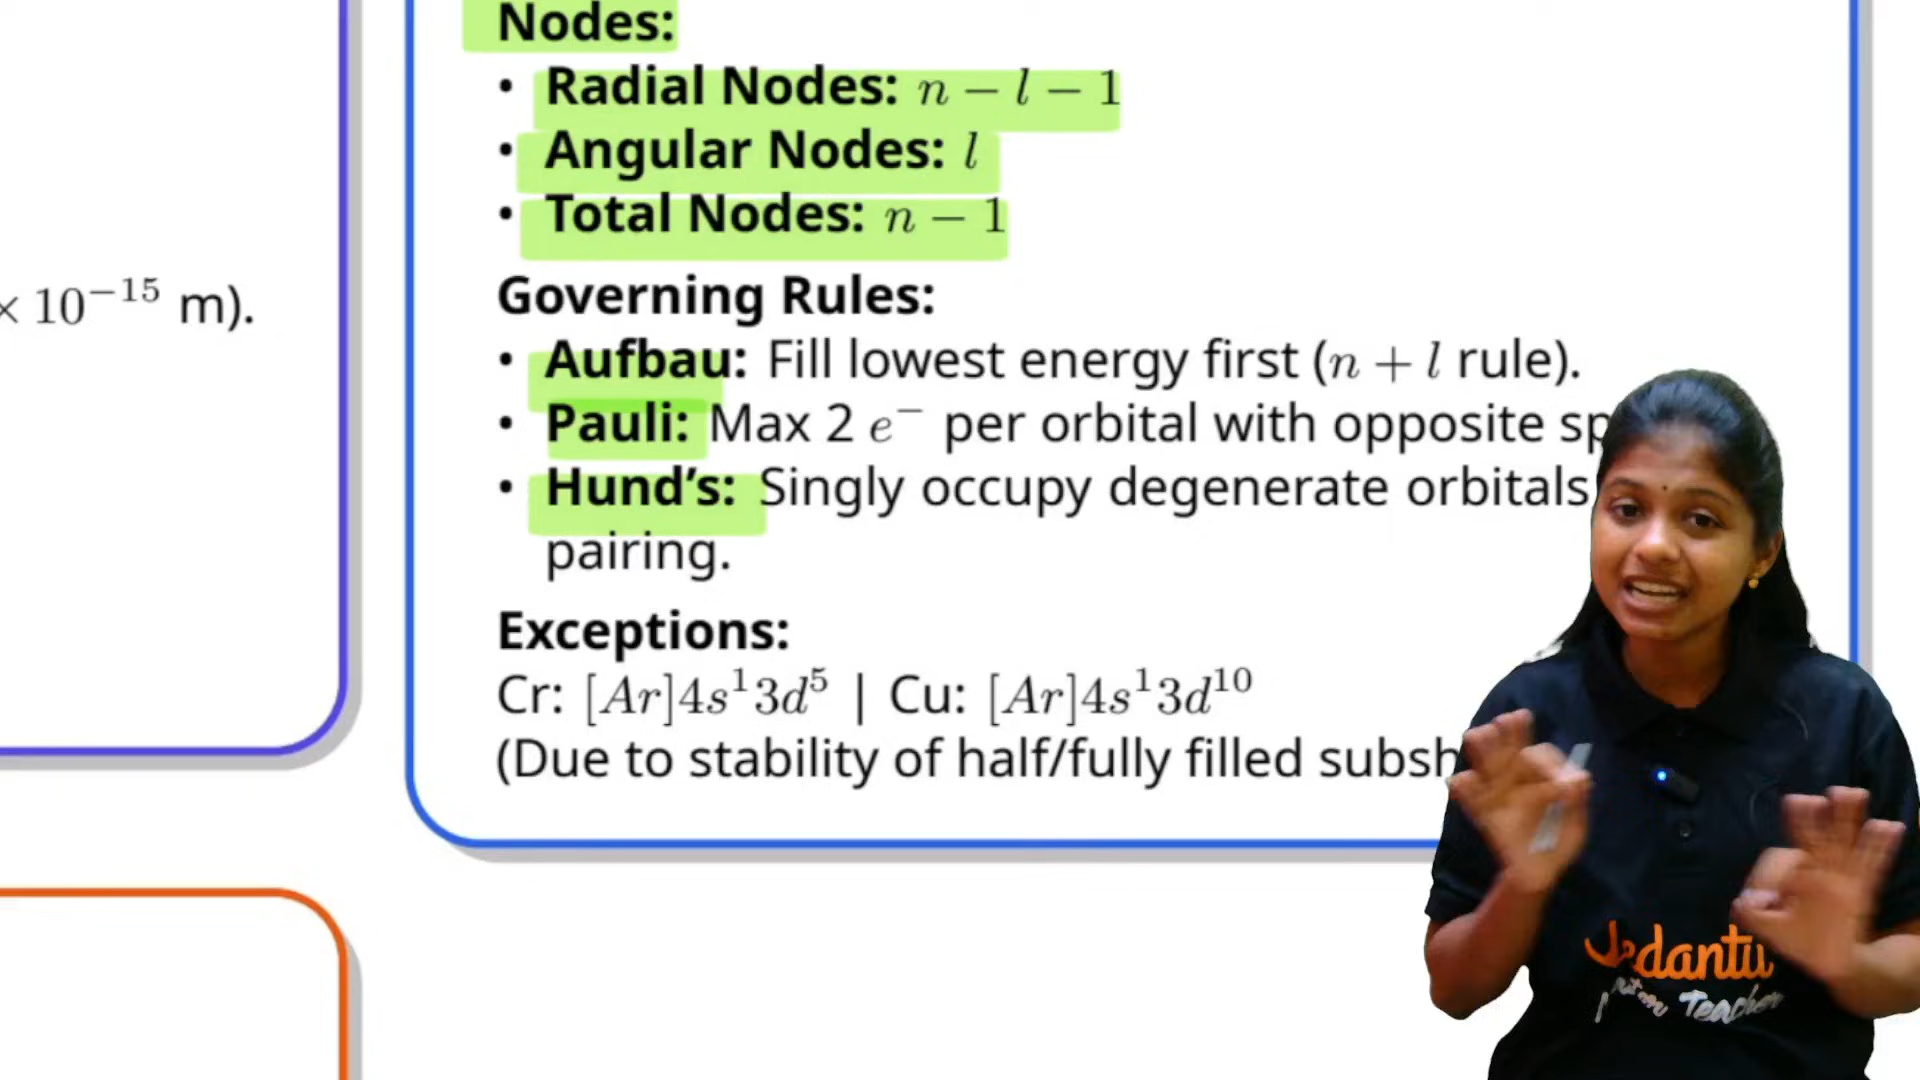 Nodes:
• Radial Nodes: n − l − 1
• Angular Nodes: l
• Total Nodes: n − 1
× 10⁻¹⁵ m).
Governing Rules:
• Aufbau: Fill lowest energy first (n + l rule).
• Pauli: Max 2 e⁻ per orbital with opposite sp
• Hund’s: Singly occupy degenerate orbitals
pairing.
Exceptions:
Cr: [Ar]4s¹3d⁵ | Cu: [Ar]4s¹3d¹⁰
(Due to stability of half/fully filled subsh
Vedantu
Teacher